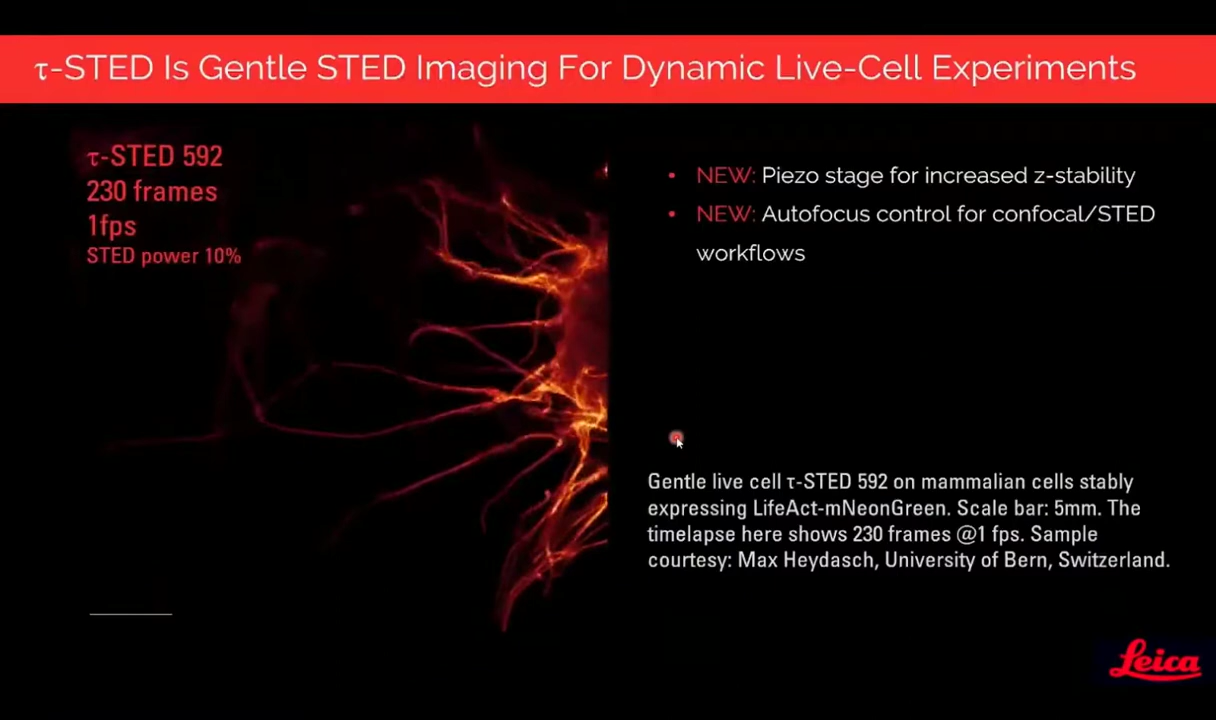 τ-STED Is Gentle STED Imaging For Dynamic Live-Cell Experiments
τ-STED 592
230 frames
1fps
STED power 10%
• NEW: Piezo stage for increased z-stability
• NEW: Autofocus control for confocal/STED
workflows
Gentle live cell τ-STED 592 on mammalian cells stably
expressing LifeAct-mNeonGreen. Scale bar: 5mm. The
timelapse here shows 230 frames @1 fps. Sample
courtesy: Max Heydasch, University of Bern, Switzerland.
Leica